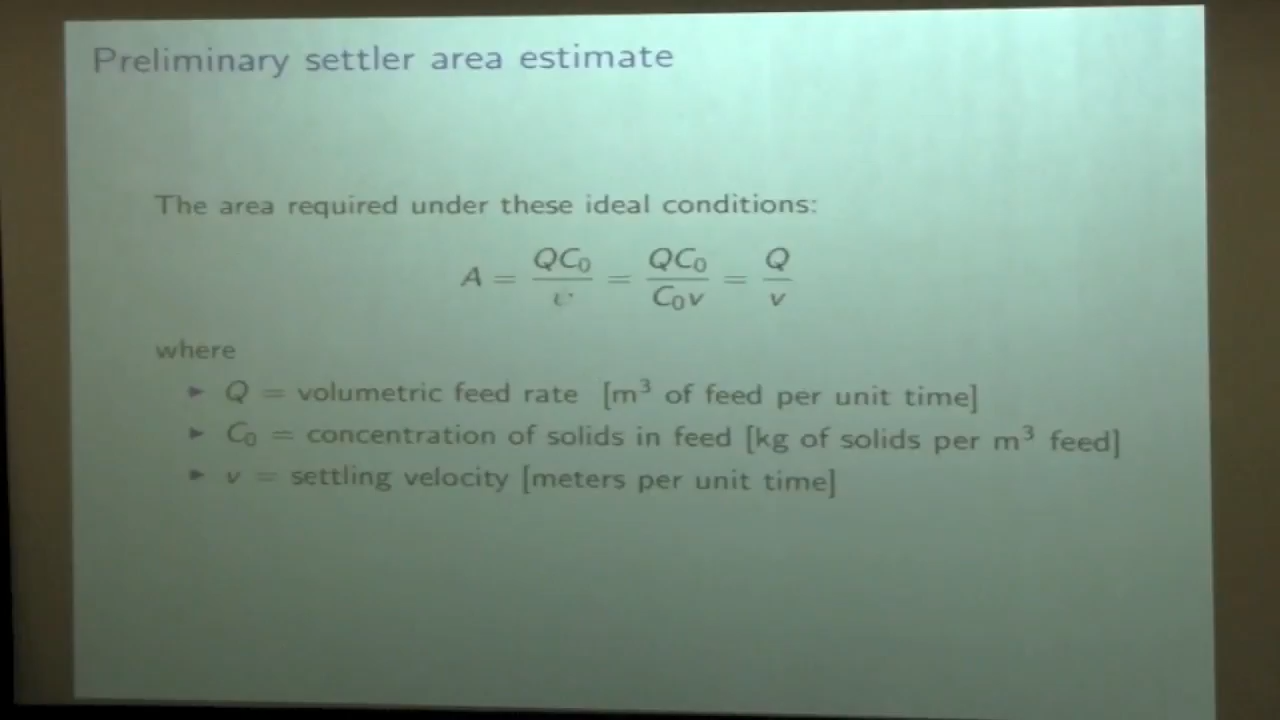 Preliminary settler area estimate
The area required under these ideal conditions:
A = QC₀/v = QC₀/C₀v = Q/v
where
► Q = volumetric feed rate [m³ of feed per unit time]
► C₀ = concentration of solids in feed [kg of solids per m³ feed]
► v = settling velocity [meters per unit time]